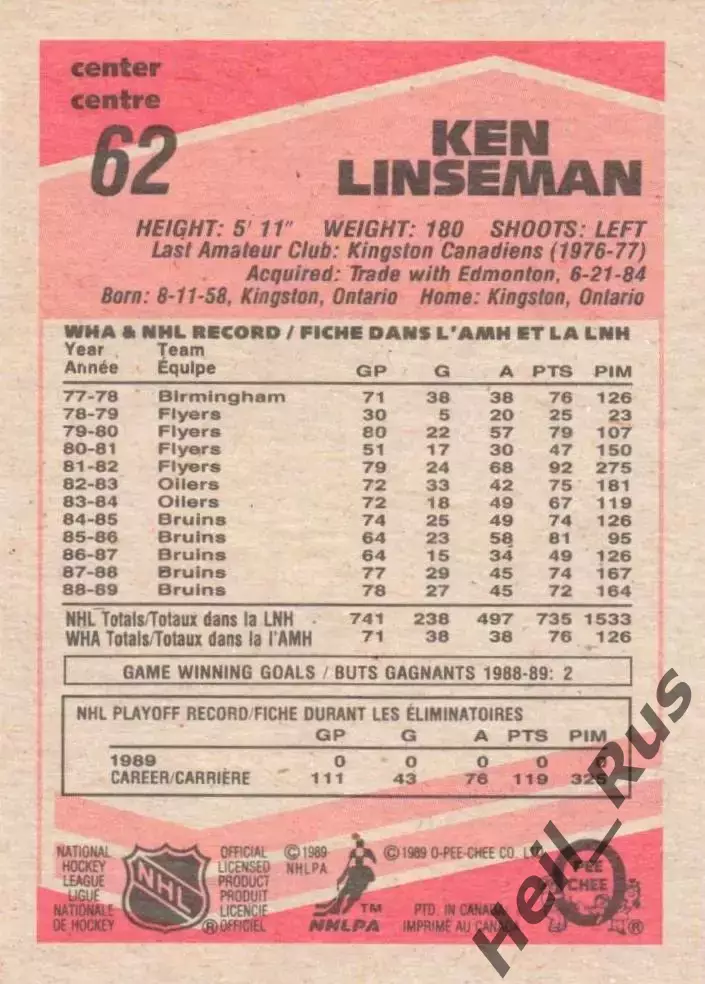 center
centre
62
KEN
LINSEMAN
HEIGHT: 5' 11" WEIGHT: 180 SHOOTS: LEFT
Last Amateur Club: Kingston Canadiens (1976-77)
Acquired: Trade with Edmonton, 6-21-84
Born: 8-11-58, Kingston, Ontario Home: Kingston, Ontario
WHA & NHL RECORD / FICHE DANS L'AMH ET LA LNH
Year Team
Année Équipe GP G A PTS PIM
77-78 Birmingham 71 38 38 76 126
78-79 Flyers 30 5 20 25 23
79-80 Flyers 80 22 57 79 107
80-81 Flyers 51 17 30 47 150
81-82 Flyers 79 24 68 92 275
82-83 Oilers 72 33 42 75 181
83-84 Oilers 72 18 49 67 119
84-85 Bruins 74 25 49 74 126
85-86 Bruins 64 23 58 81 95
86-87 Bruins 64 15 34 49 126
87-88 Bruins 77 29 45 74 167
88-89 Bruins 78 27 45 72 164
NHL Totals/Totaux dans la LNH 741 238 497 735 1533
WHA Totals/Totaux dans la l'AMH 71 38 38 76 126
GAME WINNING GOALS / BUTS GAGNANTS 1988-89: 2
NHL PLAYOFF RECORD/FICHE DURANT LES ÉLIMINATOIRES
GP G A PTS PIM
1989 0 0 0 0 0
CAREER/CARRIÈRE 111 43 76 119 325
NATIONAL
HOCKEY
LEAGUE
LIGUE
NATIONALE
DE HOCKEY
NHL
®
OFFICIAL
LICENSED
PRODUCT
PRODUIT
LICENCIE
OFFICIEL
© 1989
NHLPA
TM
NHLPA
© 1989 O-PEE-CHEE CO. LTD.
PTD. IN CANADA
IMPRIMÉ AU CANADA
O
PEE
CHEE
®
Heil_Rus